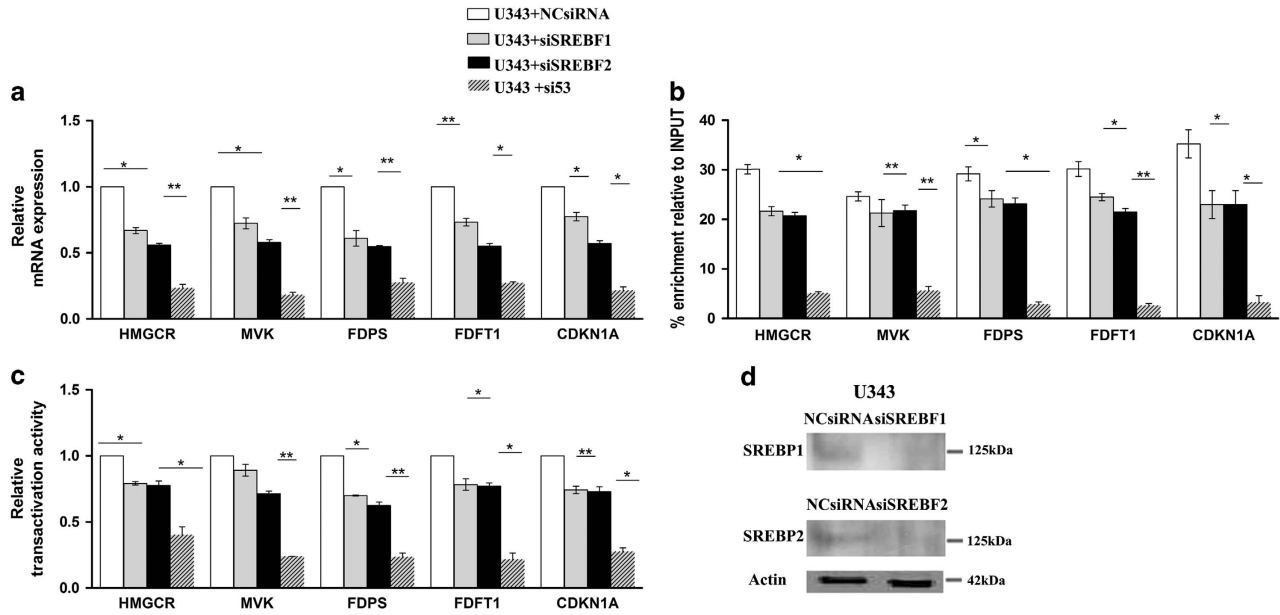 U343+NCsiRNA
U343+siSREBF1
U343+siSREBF2
U343 +si53
a
Relative
mRNA expression
1.5
1.0
0.5
0.0
* ** * ** * ** ** * * *
HMGCR MVK FDPS FDFT1 CDKN1A
b
% enrichment relative to INPUT
40
30
20
10
0
* ** ** * * * ** * *
HMGCR MVK FDPS FDFT1 CDKN1A
c
Relative
transactivation activity
1.5
1.0
0.5
0.0
* * ** * ** * * ** *
HMGCR MVK FDPS FDFT1 CDKN1A
d
U343
NCsiRNAsiSREBF1
SREBP1 125kDa
NCsiRNAsiSREBF2
SREBP2 125kDa
Actin 42kDa